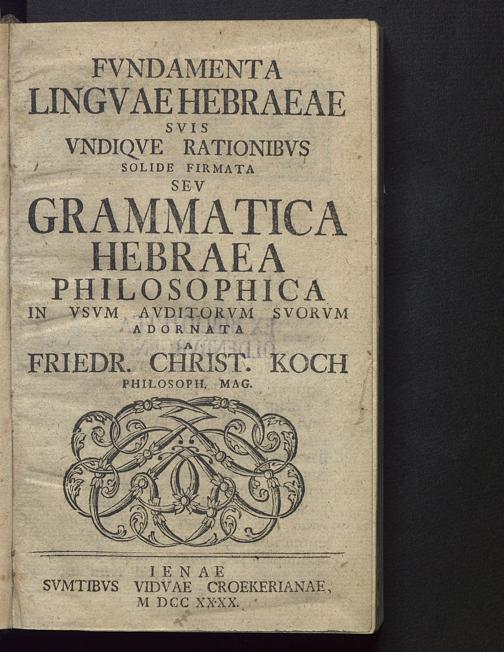 FVNDAMENTA
LINGVAE HEBRAEAE
SVIS
VNDIQVE RATIONIBVS
SOLIDE FIRMATA
SEV
GRAMMATICA
HEBRAEA
PHILOSOPHICA
IN VSVM AVDITORVM SVORVM
ADORNATA
A
FRIEDR. CHRIST. KOCH
PHILOSOPH. MAG.
IENAE
SVMTIBVS VIDVAE CROEKERIANAE,
M DCC XXXX.